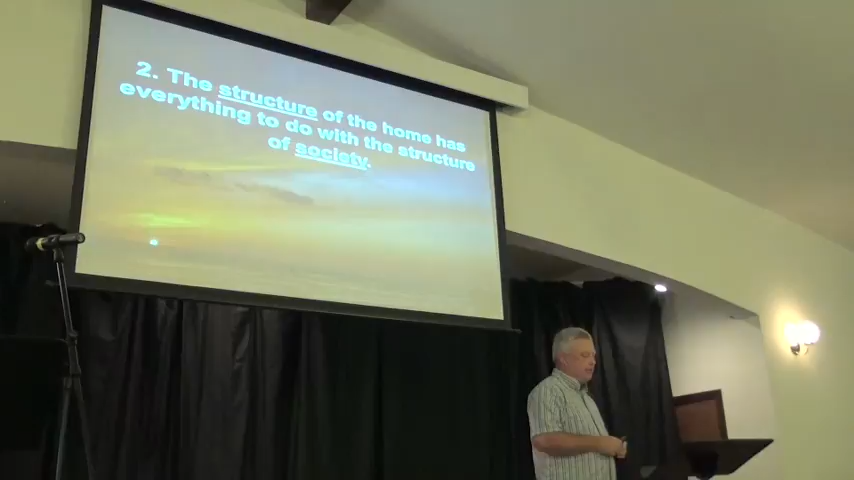 2. The structure of the home has
everything to do with the structure
of society.